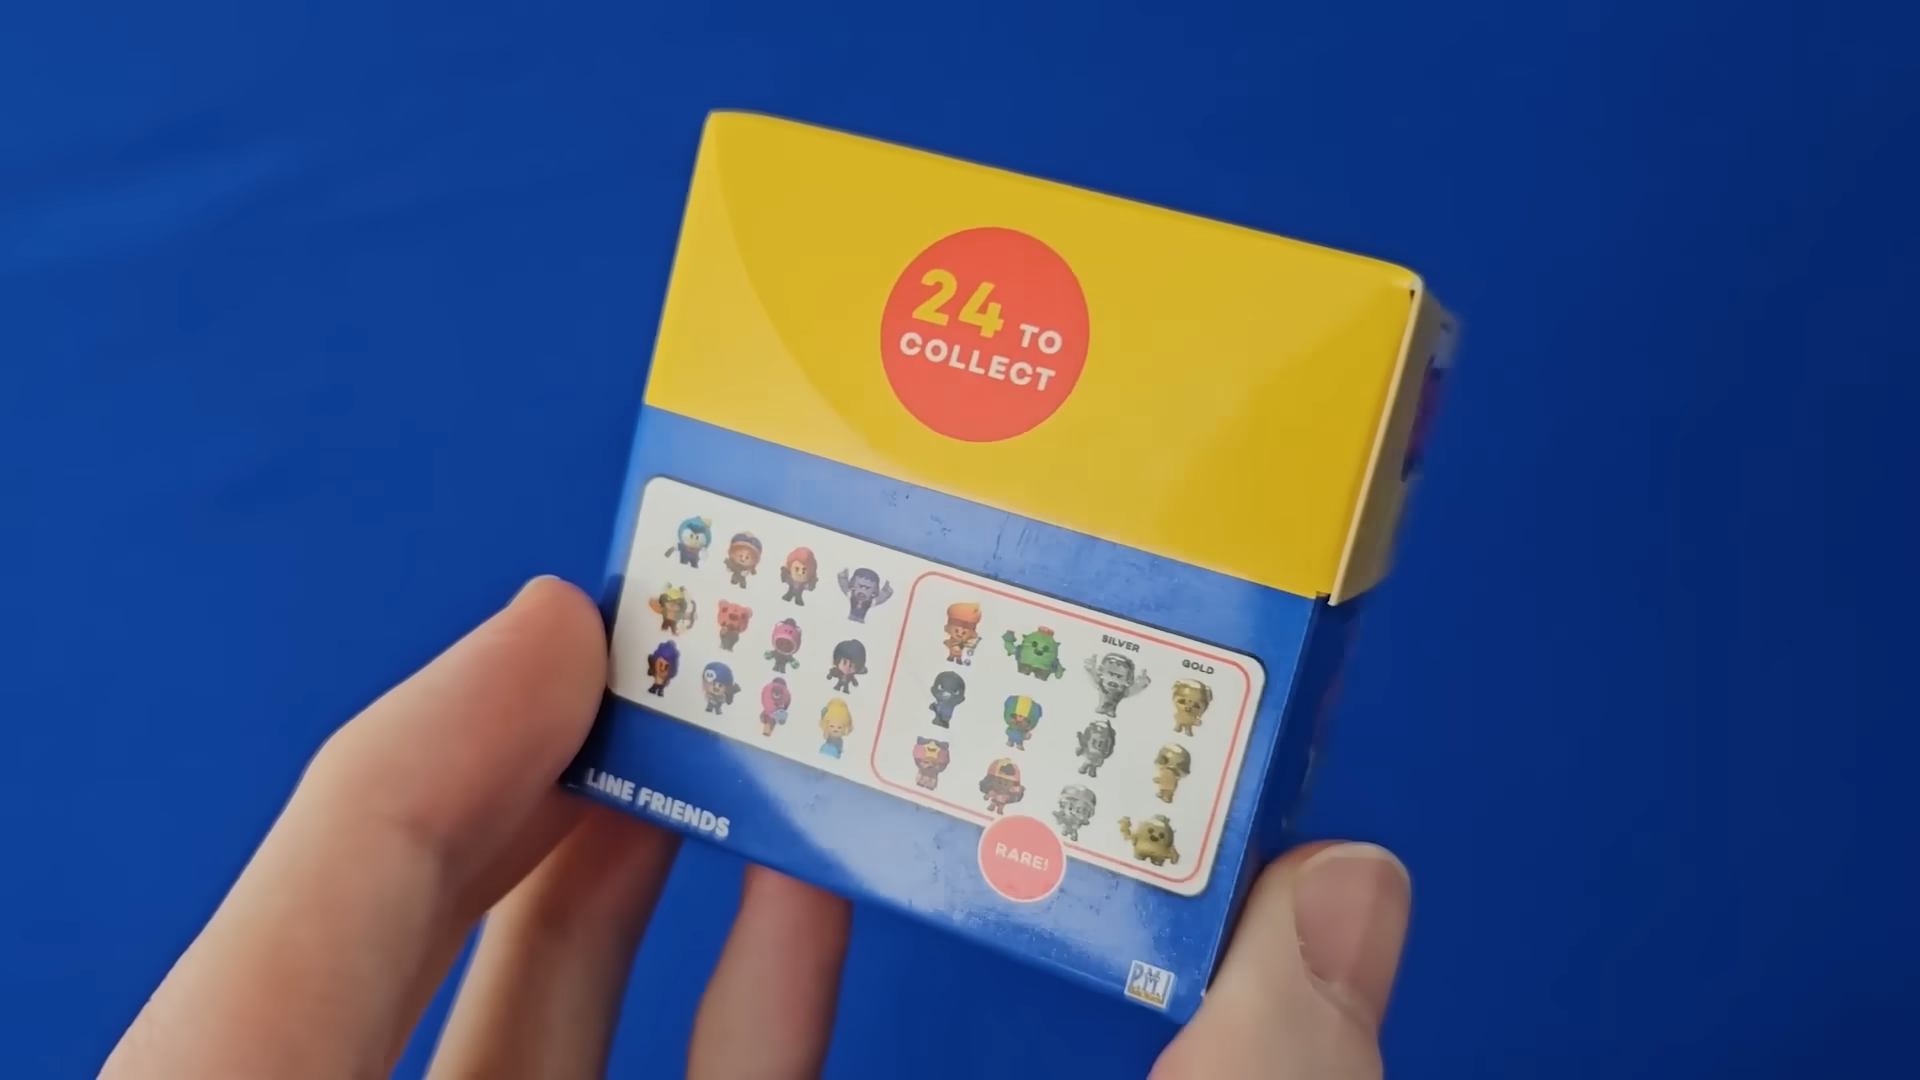 24 TO
COLLECT
SILVER
GOLD
RARE!
LINE FRIENDS
P.M.I